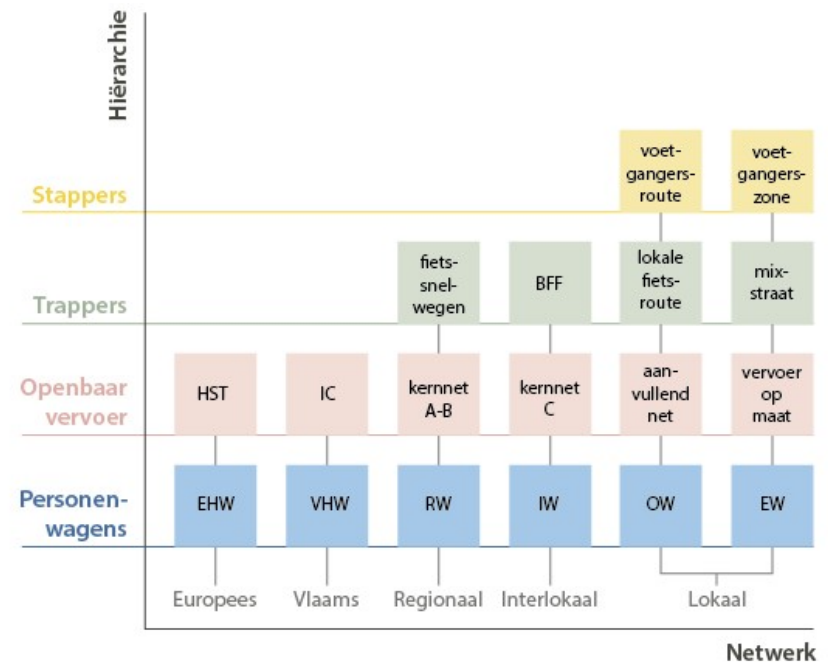 Hiërarchie
Stappers
voet-
gangers-
route
voet-
gangers-
zone
Trappers
fiets-
snel-
wegen
BFF
lokale
fiets-
route
mix-
straat
Openbaar
vervoer
HST
IC
kernnet
A-B
kernnet
C
aan-
vullend
net
vervoer
op
maat
Personen-
wagens
EHW
VHW
RW
IW
OW
EW
Europees
Vlaams
Regionaal
Interlokaal
Lokaal
Netwerk